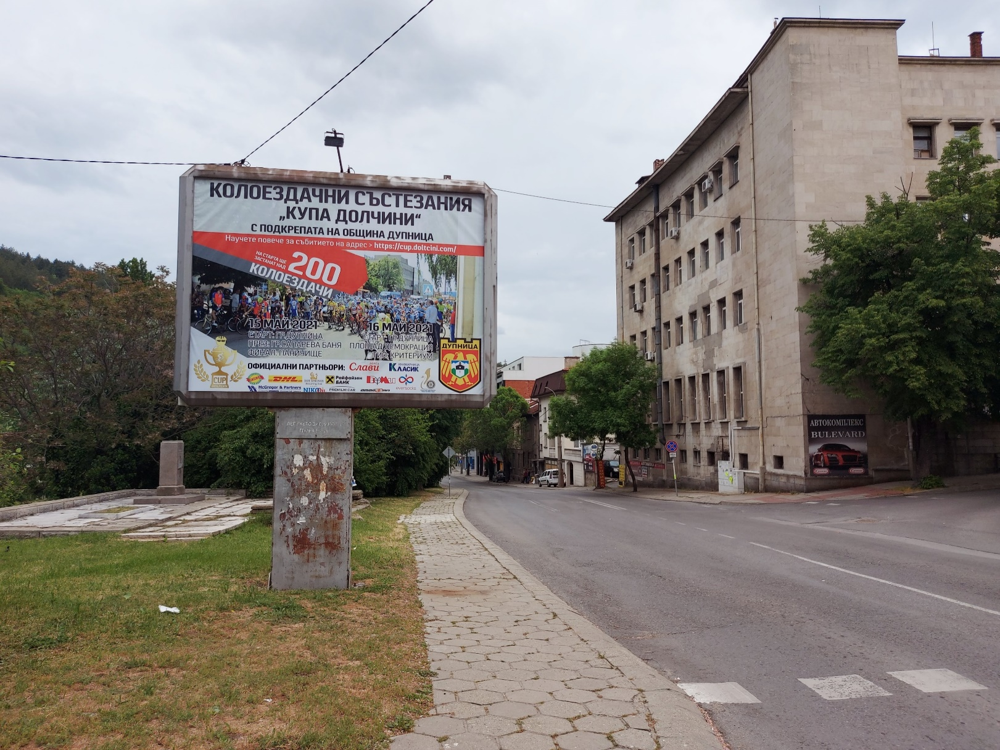 КОЛОЕЗДАЧНИ СЪСТЕЗАНИЯ
„КУПА ДОЛЧИНИ“
С ПОДКРЕПАТА НА ОБЩИНА ДУПНИЦА
Научете повече за събитието на адрес > https://cup.doltcini.com/
НА СТАРТА ЩЕ
ЗАСТАНАТ НАД
200
КОЛОЕЗДАЧИ
15 МАЙ 2021
СТАРТ: ГР.ДУПНИЦА
ПРЕЗ: ГР.САПАРЕВА БАНЯ
ФИНАЛ: ПАНИЧИЩЕ
16 МАЙ 2021
СТАРТ: ГР.ДУПНИЦА
ПЛОЩАД ДЕМОКРАЦИЯ
ТИП: КРИТЕРИУМ
ДУПНИЦА
CUP
ОФИЦИАЛНИ ПАРТНЬОРИ:
Слави
КНИЖАРНИЦА
КЛАСИК
DHL
Райфайзен
БАНК
eversocks
McGregor & Partners
PREMIUM CAR
АВТОКОМПЛЕКС
BULEVARD